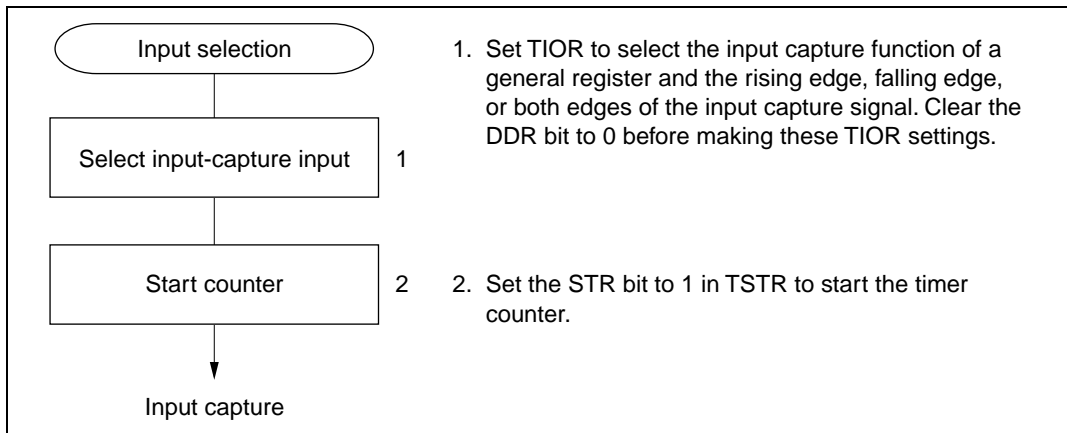 Input selection
1. Set TIOR to select the input capture function of a
general register and the rising edge, falling edge,
or both edges of the input capture signal. Clear the
DDR bit to 0 before making these TIOR settings.
Select input-capture input 1
Start counter 2
2. Set the STR bit to 1 in TSTR to start the timer
counter.
Input capture